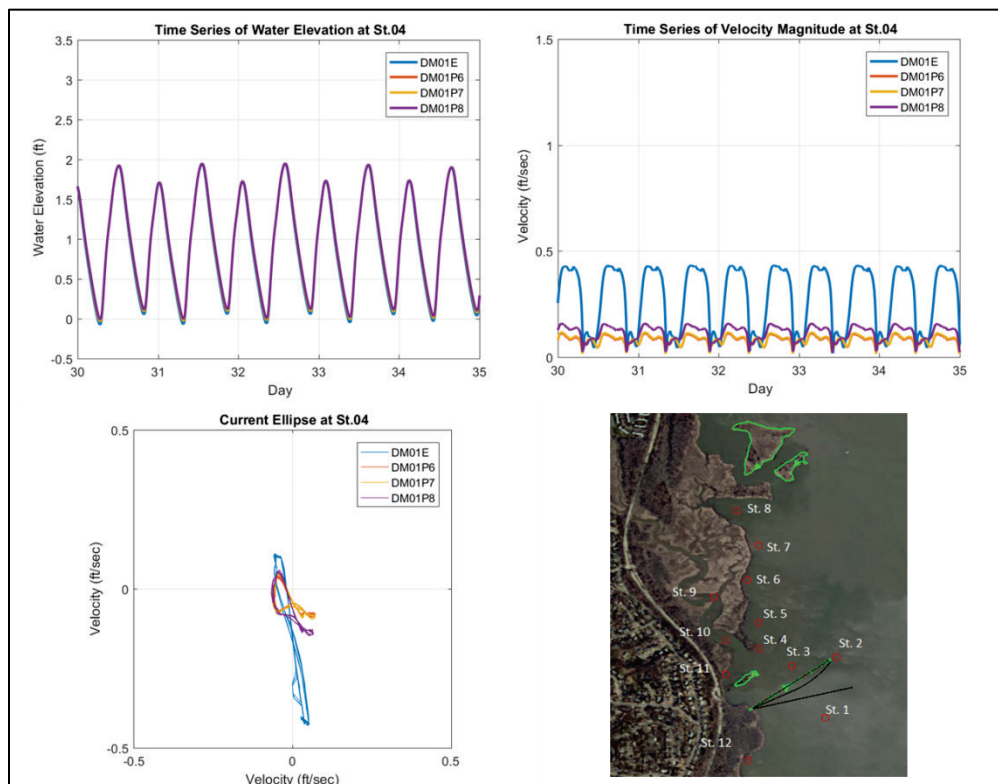 Time Series of Water Elevation at St.04
3.5
3
2.5
2
1.5
1
0.5
0
-0.5
Water Elevation (ft)
DM01E
DM01P6
DM01P7
DM01P8
30 31 32 33 34 35
Day
Time Series of Velocity Magnitude at St.04
1.5
1
0.5
0
Velocity (ft/sec)
DM01E
DM01P6
DM01P7
DM01P8
30 31 32 33 34 35
Day
Current Ellipse at St.04
0.5
0
-0.5
Velocity (ft/sec)
DM01E
DM01P6
DM01P7
DM01P8
-0.5 0 0.5
Velocity (ft/sec)
St. 8
St. 7
St. 6
St. 9
St. 5
St. 10
St. 4
St. 3
St. 2
St. 11
St. 1
St. 12